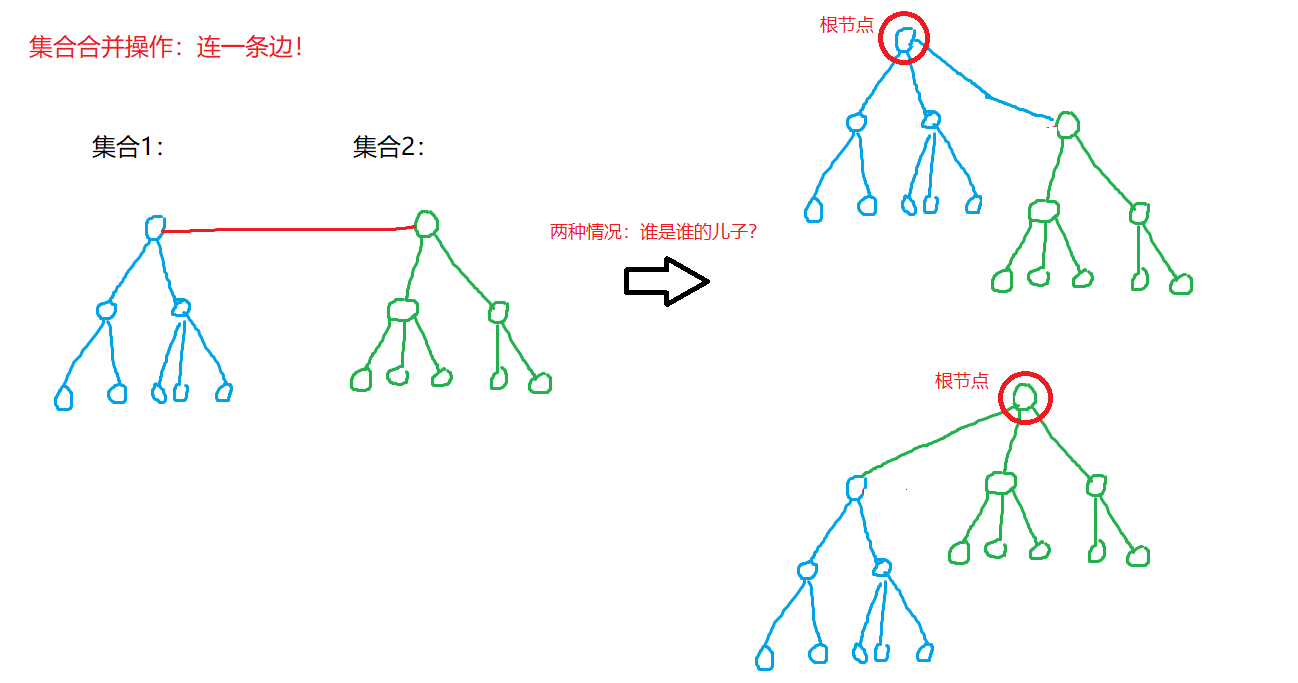 集合合并操作：连一条边！
集合1：
集合2：
两种情况：谁是谁的儿子？
根节点
根节点